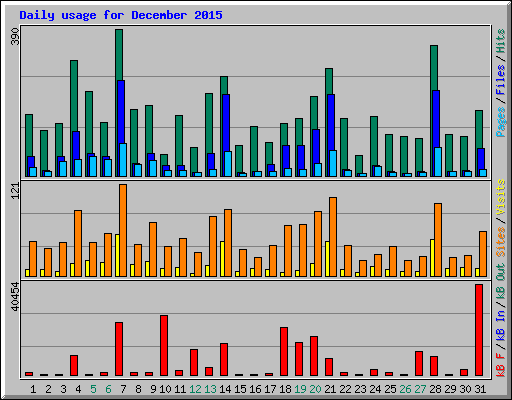 Daily usage for December 2015
390
Pages / Files / Hits
121
Sites / Visits
40454
kB F / kB In / kB Out
1 2 3 4 5 6 7 8 9 10 11 12 13 14 15 16 17 18 19 20 21 22 23 24 25 26 27 28 29 30 31